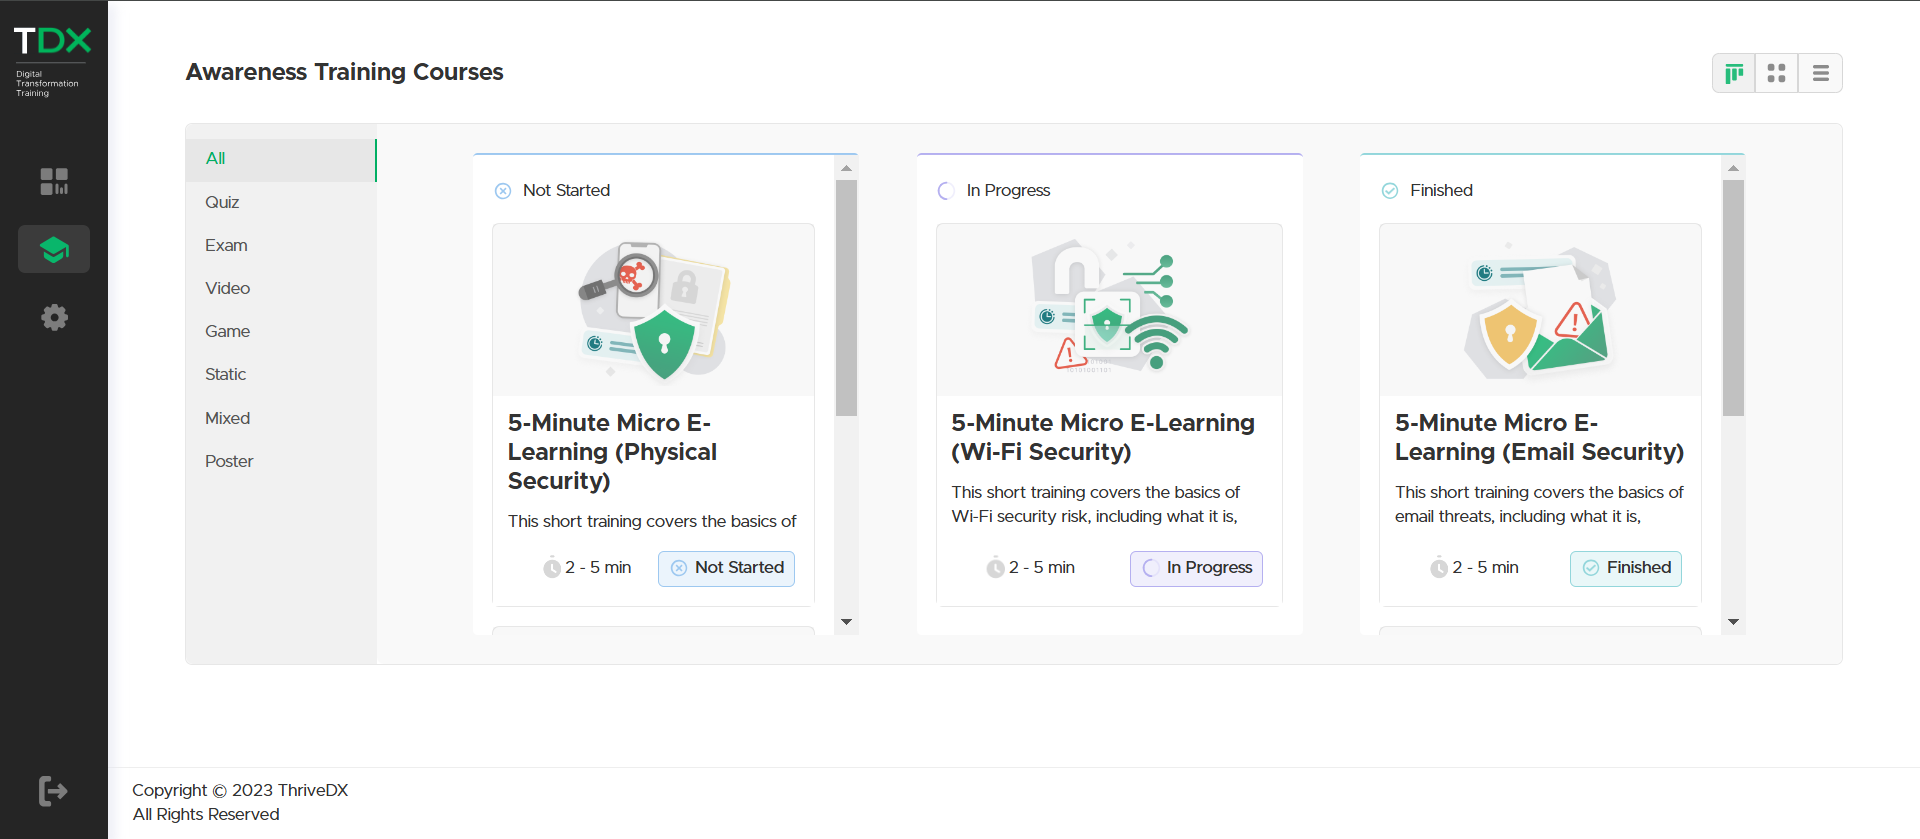 TDX
Digital
Transformation
Training
Awareness Training Courses
All
Quiz
Exam
Video
Game
Static
Mixed
Poster
Not Started
5-Minute Micro E-
Learning (Physical
Security)
This short training covers the basics of
2 - 5 min
Not Started
In Progress
5-Minute Micro E-Learning
(Wi-Fi Security)
This short training covers the basics of
Wi-Fi security risk, including what it is,
2 - 5 min
In Progress
Finished
5-Minute Micro E-
Learning (Email Security)
This short training covers the basics of
email threats, including what it is,
2 - 5 min
Finished
Copyright © 2023 ThriveDX
All Rights Reserved